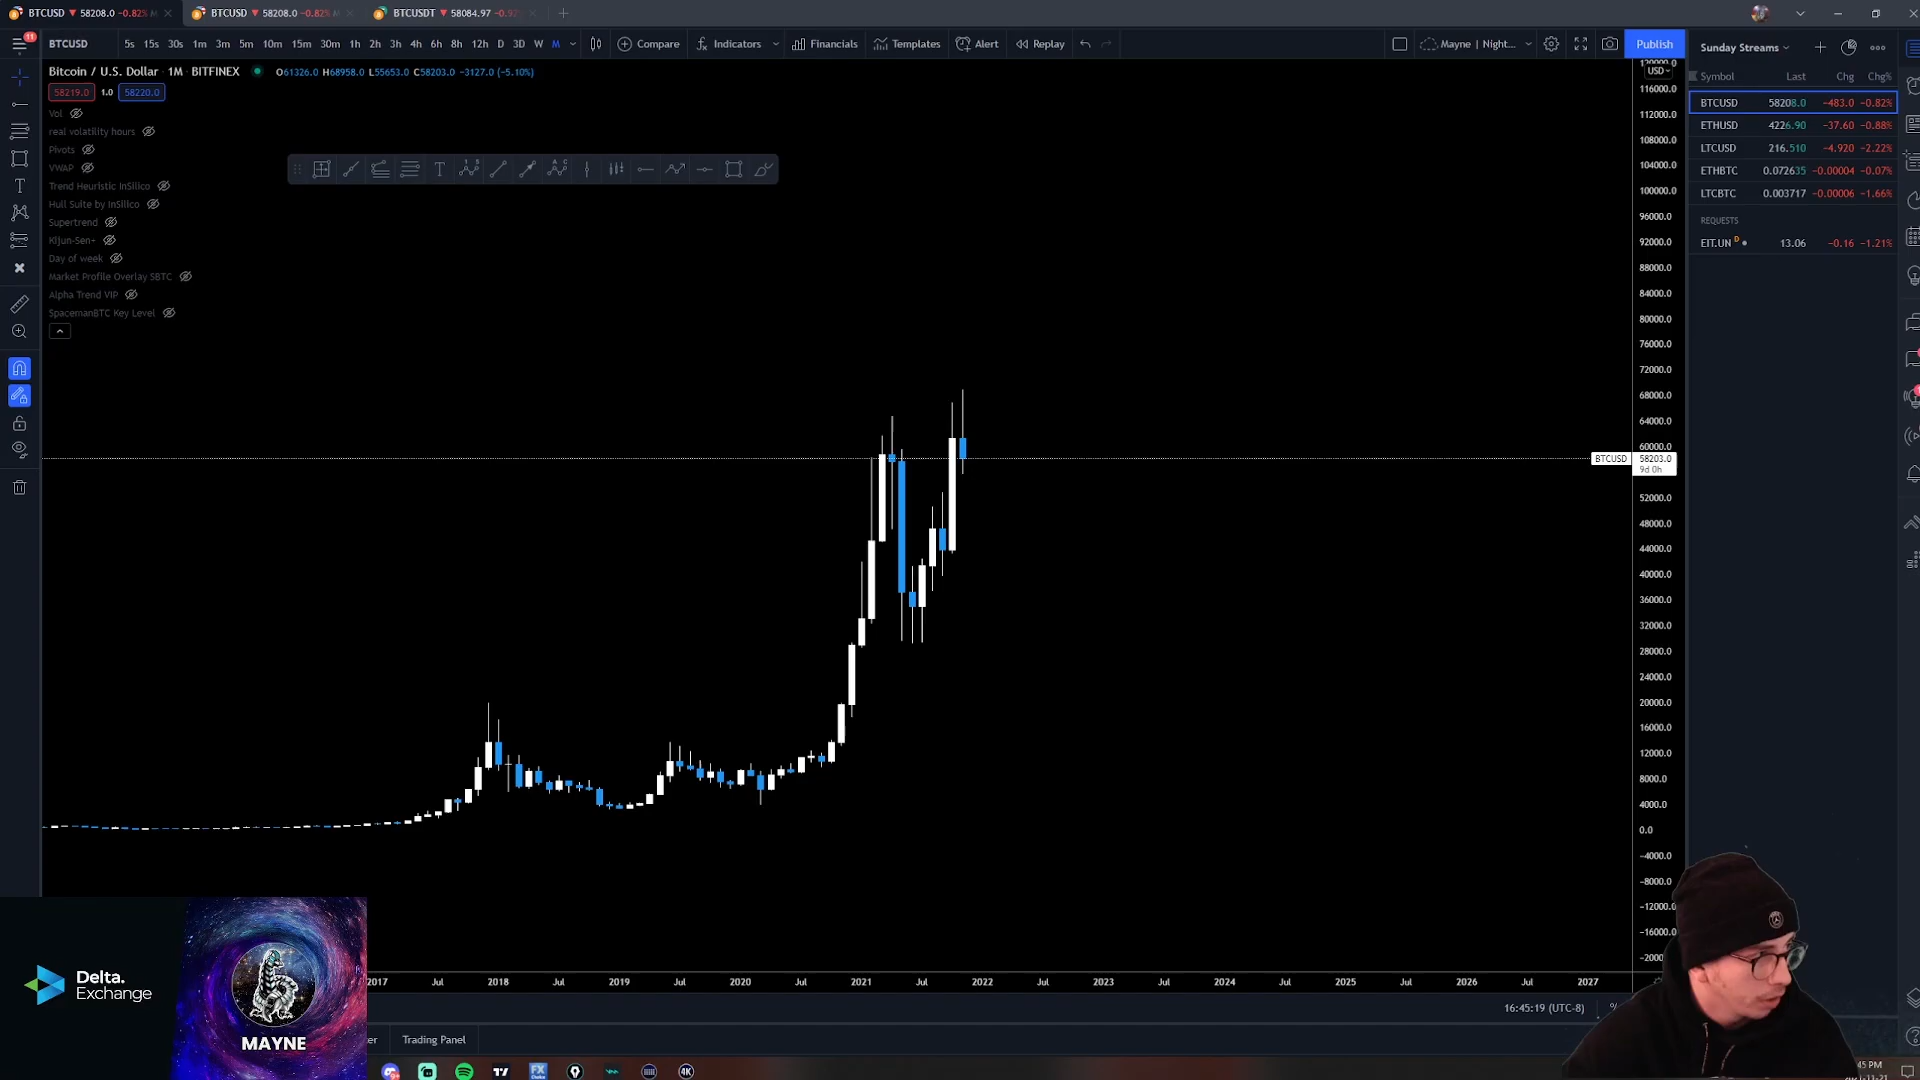 BTCUSD ▼ 58208.0 −0.82%
BTCUSD ▼ 58208.0 −0.82%
BTCUSDT ▼ 58084.97 −0.92
11
BTCUSD
5s 15s 30s 1m 3m 5m 10m 15m 30m 1h 2h 3h 4h 6h 8h 12h D 3D W M
Compare
Indicators
Financials
Templates
Alert
Replay
Mayne | Night...
Publish
Bitcoin / U.S. Dollar · 1M · BITFINEX
O61326.0 H68958.0 L55653.0 C58203.0 −3127.0 (−5.10%)
58219.0 1.0 58220.0
Vol
real volatility hours
Pivots
VWAP
Trend Heuristic InSilico
Hull Suite by InSilico
Supertrend
Kijun-Sen+
Day of week
Market Profile Overlay SBTC
Alpha Trend VIP
SpacemanBTC Key Level
120000.0
USD
116000.0
112000.0
108000.0
104000.0
100000.0
96000.0
92000.0
88000.0
84000.0
80000.0
76000.0
72000.0
68000.0
64000.0
60000.0
BTCUSD 58203.0
9d 0h
52000.0
48000.0
44000.0
40000.0
36000.0
32000.0
28000.0
24000.0
20000.0
16000.0
12000.0
8000.0
4000.0
0.0
−4000.0
−8000.0
−12000.0
−16000.0
Sunday Streams
Symbol Last Chg Chg%
BTCUSD 58208.0 −483.0 −0.82%
ETHUSD 4226.90 −37.60 −0.88%
LTCUSD 216.510 −4.920 −2.22%
ETHBTC 0.072635 −0.00004 −0.07%
LTCBTC 0.003717 −0.00006 −1.66%
REQUESTS
EIT.UN D 13.06 −0.16 −1.21%
2017 Jul 2018 Jul 2019 Jul 2020 Jul 2021 Jul 2022 Jul 2023 Jul 2024 Jul 2025 Jul 2026 Jul 2027
16:45:19 (UTC-8)
%
Trading Panel
Delta.
Exchange
MAYNE
FX
4K
45 PM